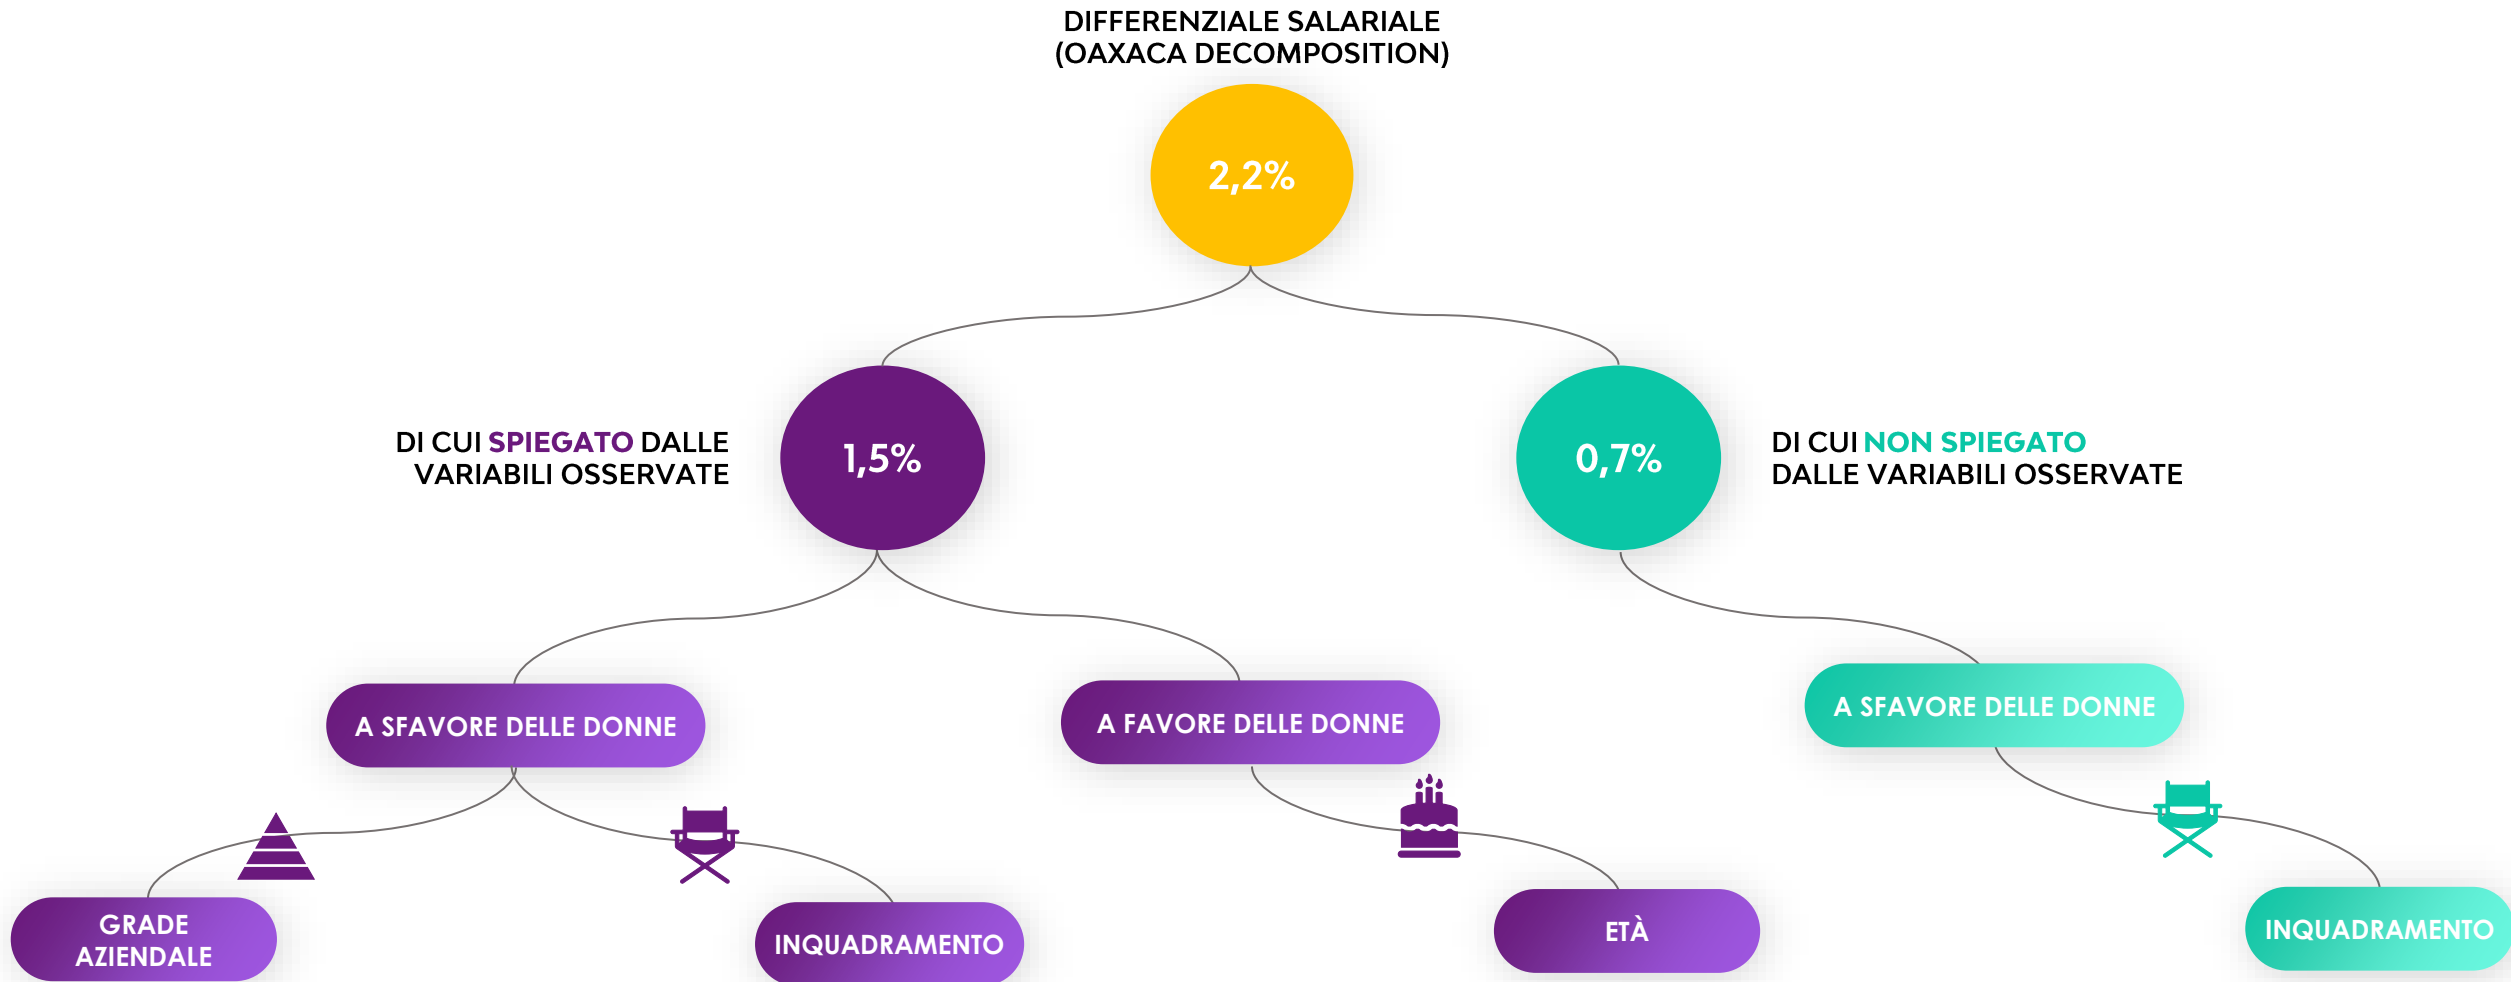 DIFFERENZIALE SALARIALE
(OAXACA DECOMPOSITION)
2,2%
DI CUI SPIEGATO DALLE
VARIABILI OSSERVATE
1,5%
0,7%
DI CUI NON SPIEGATO
DALLE VARIABILI OSSERVATE
A SFAVORE DELLE DONNE
A FAVORE DELLE DONNE
A SFAVORE DELLE DONNE
GRADE
AZIENDALE
INQUADRAMENTO
ETÀ
INQUADRAMENTO